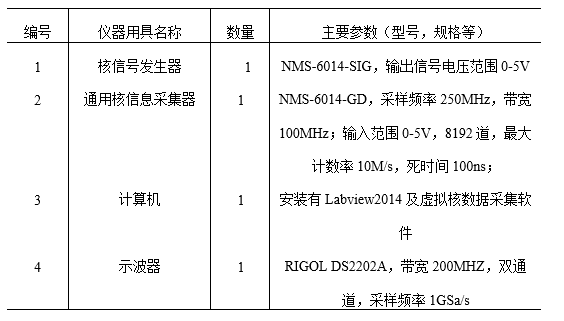 编号 仪器用具名称 数量 主要参数（型号，规格等）
1 核信号发生器 1 NMS-6014-SIG，输出信号电压范围 0-5V
2 通用核信息采集器 1 NMS-6014-GD，采样频率 250MHz，带宽
100MHz；输入范围 0-5V，8192 道，最大
计数率 10M/s，死时间 100ns；
3 计算机 1 安装有 Labview2014 及虚拟核数据采集软
件
4 示波器 1 RIGOL DS2202A，带宽 200MHZ，双通
道，采样频率 1GSa/s